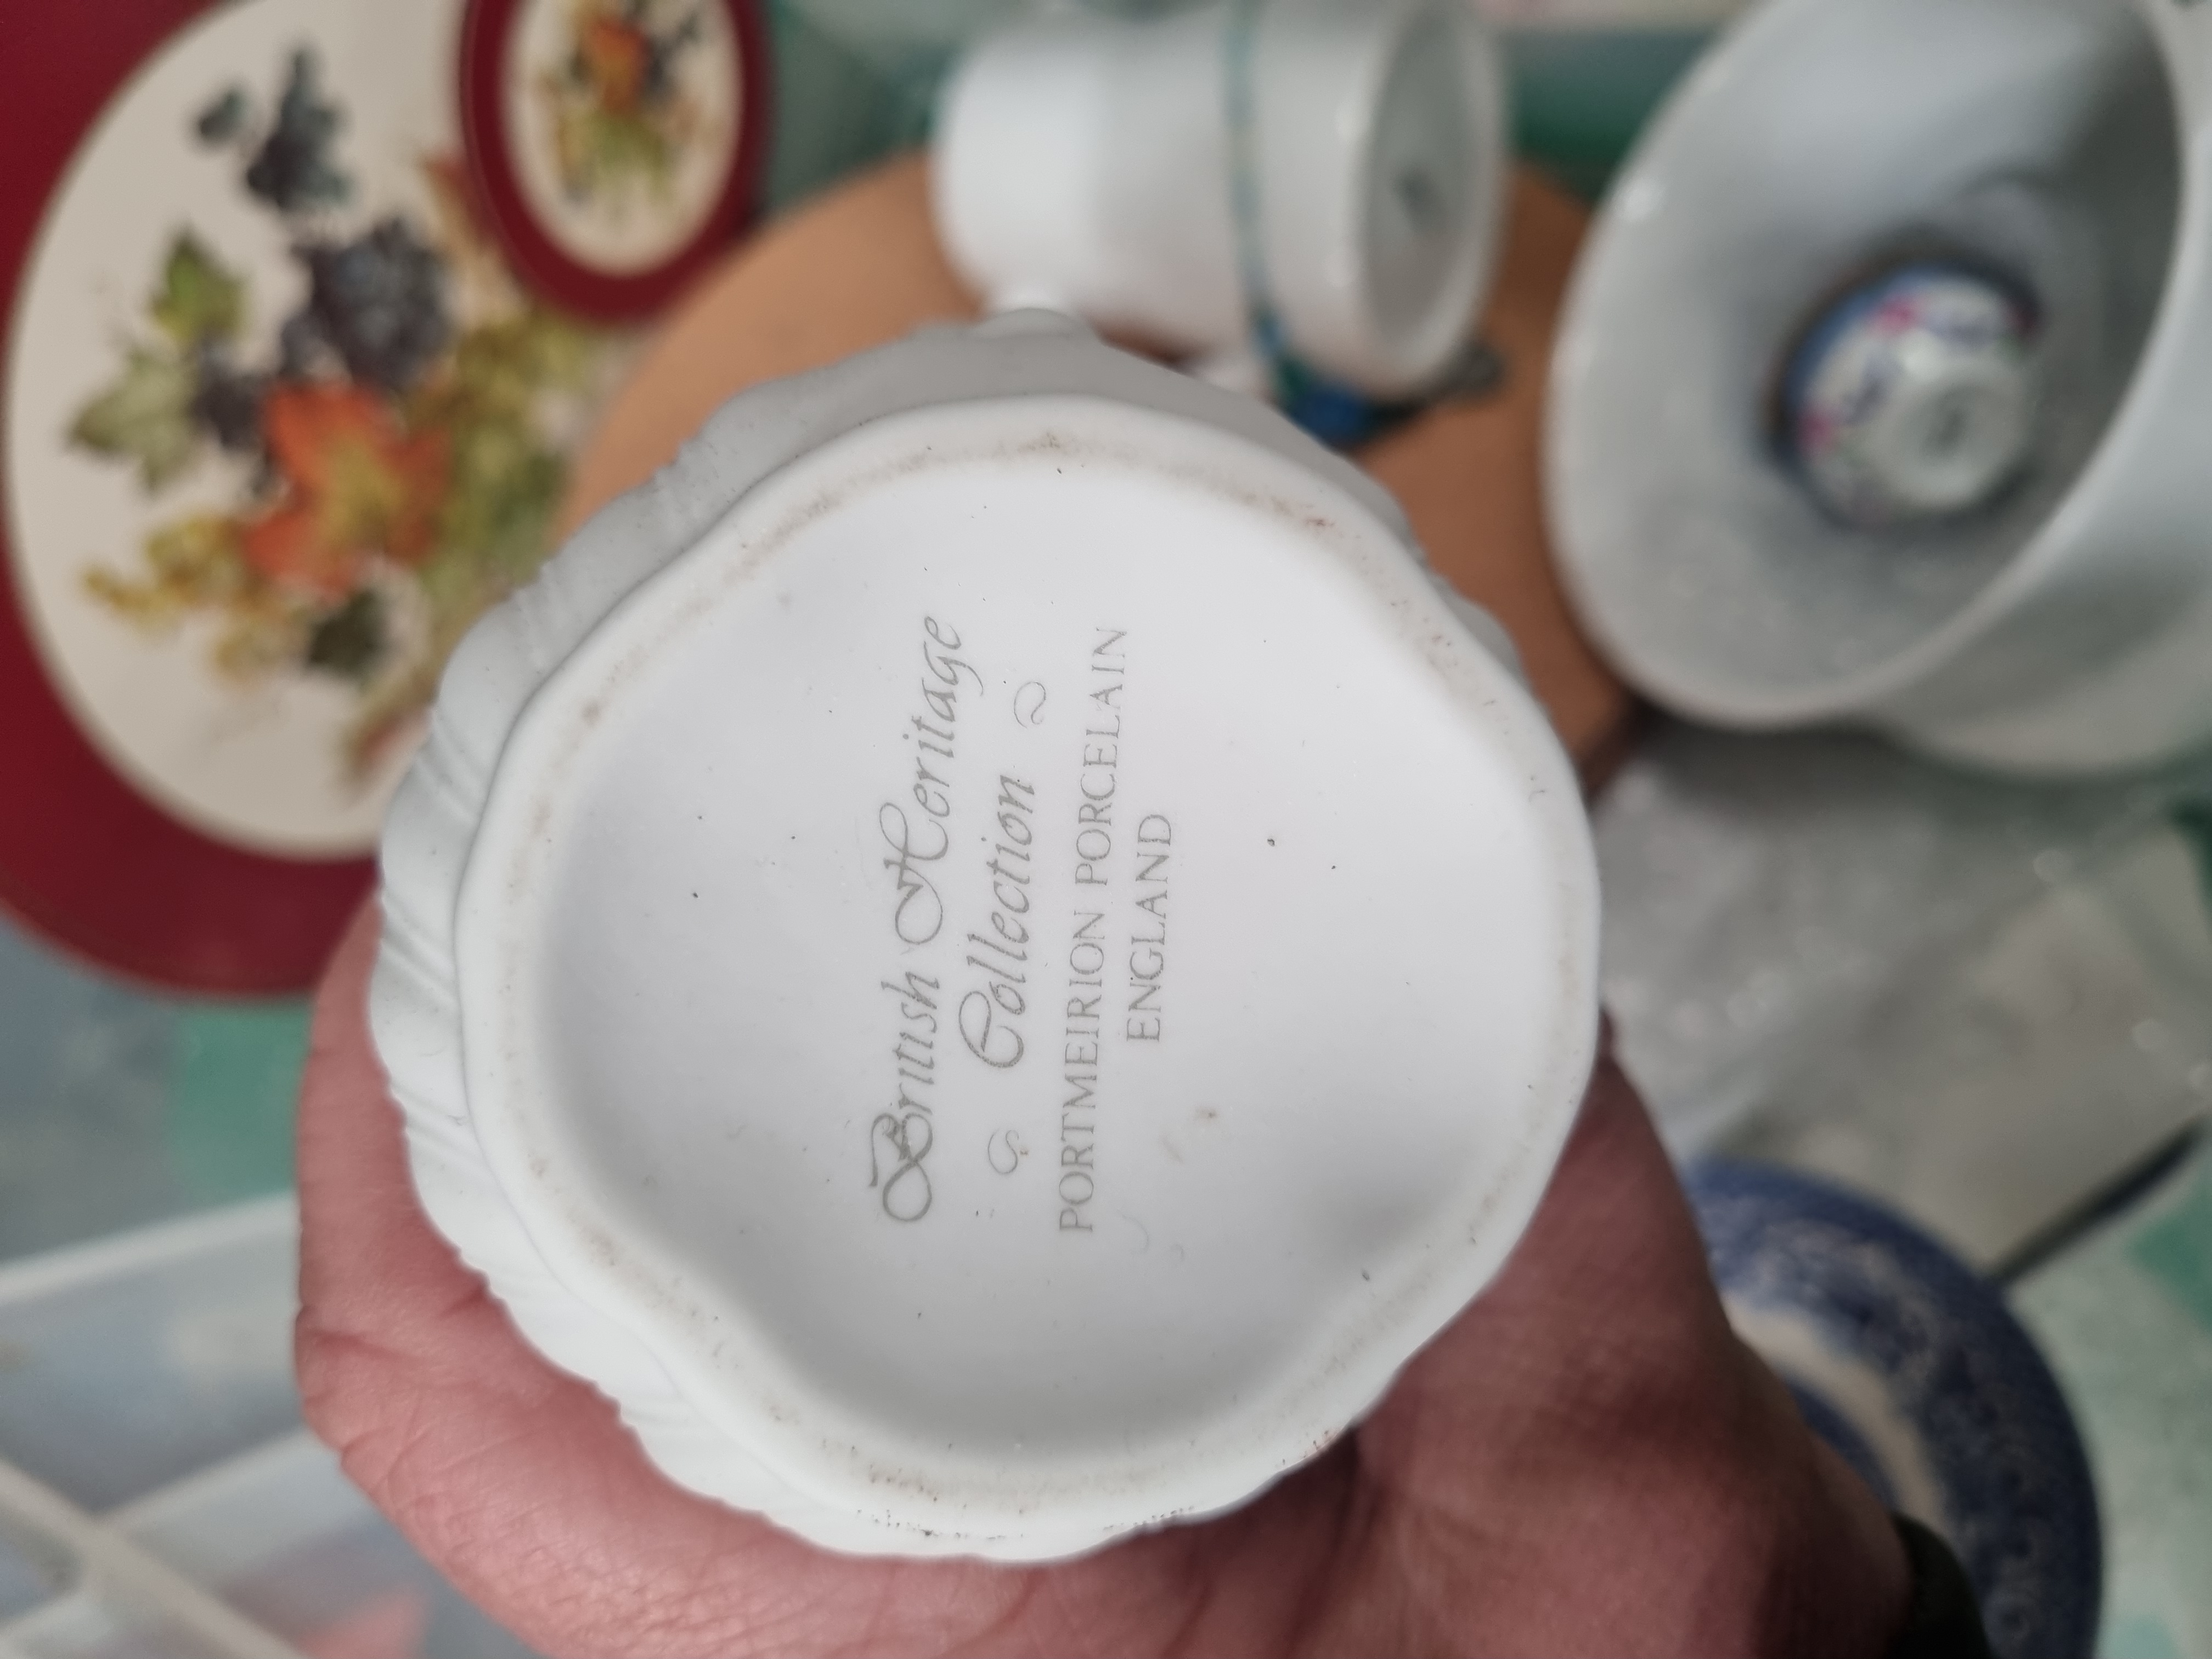 British Heritage
Collection
PORTMEIRION PORCELAIN
ENGLAND